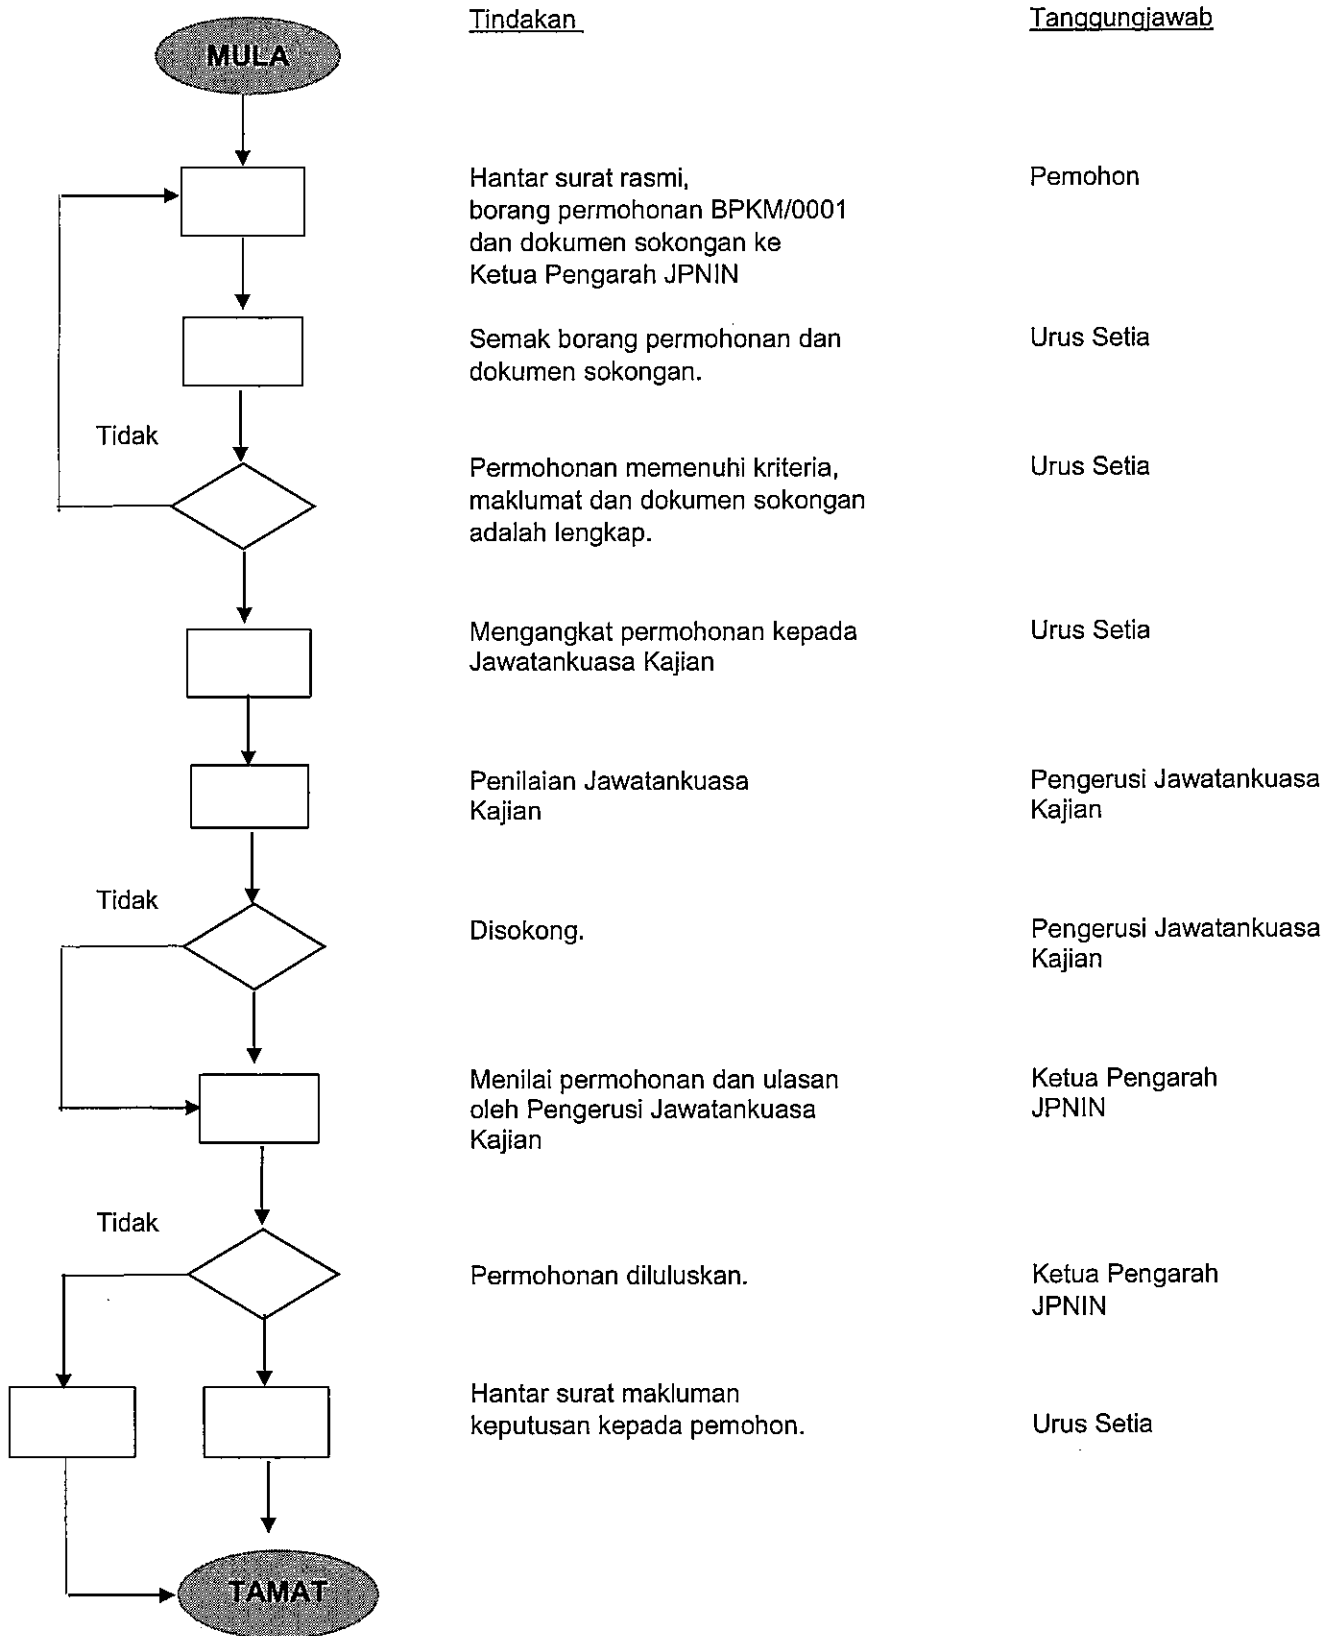 Tindakan
Tanggungjawab
MULA
Hantar surat rasmi,
borang permohonan BPKM/0001
dan dokumen sokongan ke
Ketua Pengarah JPNIN
Pemohon
Semak borang permohonan dan
dokumen sokongan.
Urus Setia
Tidak
Permohonan memenuhi kriteria,
maklumat dan dokumen sokongan
adalah lengkap.
Urus Setia
Mengangkat permohonan kepada
Jawatankuasa Kajian
Urus Setia
Penilaian Jawatankuasa
Kajian
Pengerusi Jawatankuasa
Kajian
Tidak
Disokong.
Pengerusi Jawatankuasa
Kajian
Menilai permohonan dan ulasan
oleh Pengerusi Jawatankuasa
Kajian
Ketua Pengarah
JPNIN
Tidak
Permohonan diluluskan.
Ketua Pengarah
JPNIN
Hantar surat makluman
keputusan kepada pemohon.
Urus Setia
TAMAT